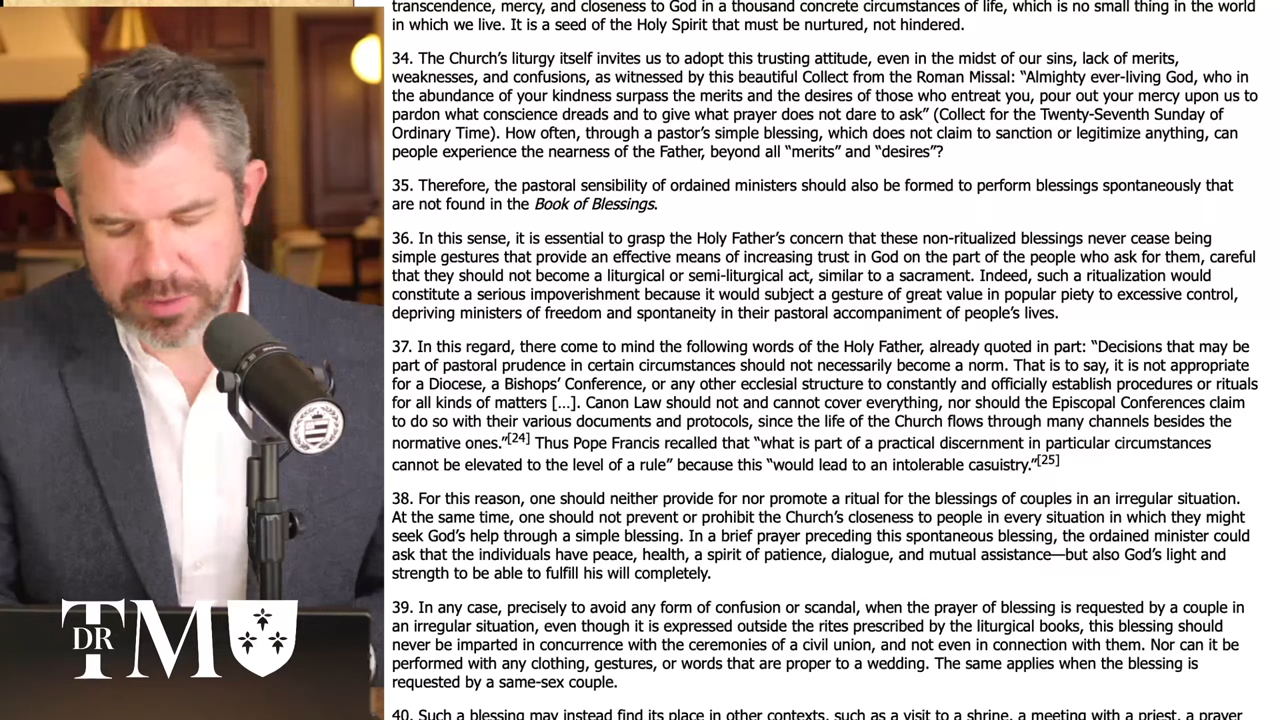 transcendence, mercy, and closeness to God in a thousand concrete circumstances of life, which is no small thing in the world
in which we live. It is a seed of the Holy Spirit that must be nurtured, not hindered.
34. The Church’s liturgy itself invites us to adopt this trusting attitude, even in the midst of our sins, lack of merits,
weaknesses, and confusions, as witnessed by this beautiful Collect from the Roman Missal: “Almighty ever-living God, who in
the abundance of your kindness surpass the merits and the desires of those who entreat you, pour out your mercy upon us to
pardon what conscience dreads and to give what prayer does not dare to ask” (Collect for the Twenty-Seventh Sunday of
Ordinary Time). How often, through a pastor’s simple blessing, which does not claim to sanction or legitimize anything, can
people experience the nearness of the Father, beyond all “merits” and “desires”?
35. Therefore, the pastoral sensibility of ordained ministers should also be formed to perform blessings spontaneously that
are not found in the Book of Blessings.
36. In this sense, it is essential to grasp the Holy Father’s concern that these non-ritualized blessings never cease being
simple gestures that provide an effective means of increasing trust in God on the part of the people who ask for them, careful
that they should not become a liturgical or semi-liturgical act, similar to a sacrament. Indeed, such a ritualization would
constitute a serious impoverishment because it would subject a gesture of great value in popular piety to excessive control,
depriving ministers of freedom and spontaneity in their pastoral accompaniment of people’s lives.
37. In this regard, there come to mind the following words of the Holy Father, already quoted in part: “Decisions that may be
part of pastoral prudence in certain circumstances should not necessarily become a norm. That is to say, it is not appropriate
for a Diocese, a Bishops’ Conference, or any other ecclesial structure to constantly and officially establish procedures or rituals
for all kinds of matters […]. Canon Law should not and cannot cover everything, nor should the Episcopal Conferences claim
to do so with their various documents and protocols, since the life of the Church flows through many channels besides the
normative ones.”[24] Thus Pope Francis recalled that “what is part of a practical discernment in particular circumstances
cannot be elevated to the level of a rule” because this “would lead to an intolerable casuistry.”[25]
38. For this reason, one should neither provide for nor promote a ritual for the blessings of couples in an irregular situation.
At the same time, one should not prevent or prohibit the Church’s closeness to people in every situation in which they might
seek God’s help through a simple blessing. In a brief prayer preceding this spontaneous blessing, the ordained minister could
ask that the individuals have peace, health, a spirit of patience, dialogue, and mutual assistance—but also God’s light and
strength to be able to fulfill his will completely.
39. In any case, precisely to avoid any form of confusion or scandal, when the prayer of blessing is requested by a couple in
an irregular situation, even though it is expressed outside the rites prescribed by the liturgical books, this blessing should
never be imparted in concurrence with the ceremonies of a civil union, and not even in connection with them. Nor can it be
performed with any clothing, gestures, or words that are proper to a wedding. The same applies when the blessing is
requested by a same-sex couple.
40. Such a blessing may instead find its place in other contexts, such as a visit to a shrine, a meeting with a priest, a prayer
DR TM